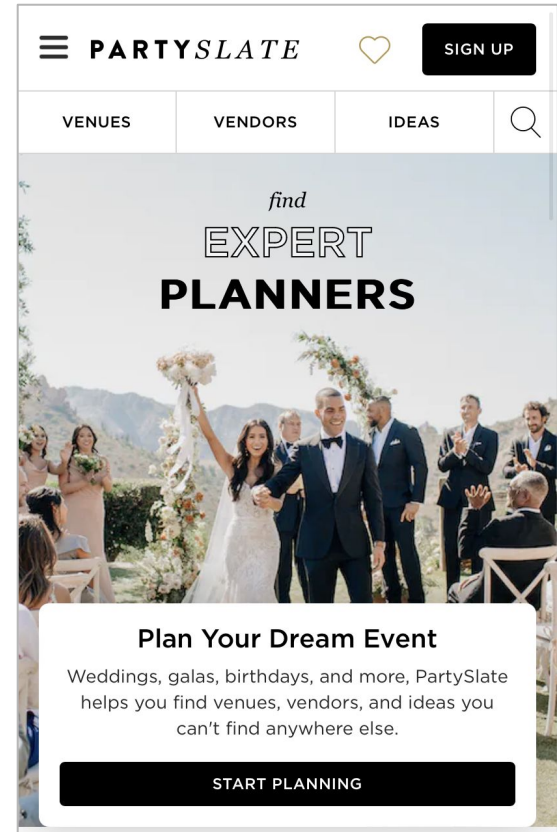 PARTYSLATE
SIGN UP
VENUES
VENDORS
IDEAS
find
EXPERT
PLANNERS
Plan Your Dream Event
Weddings, galas, birthdays, and more, PartySlate
helps you find venues, vendors, and ideas you
can't find anywhere else.
START PLANNING